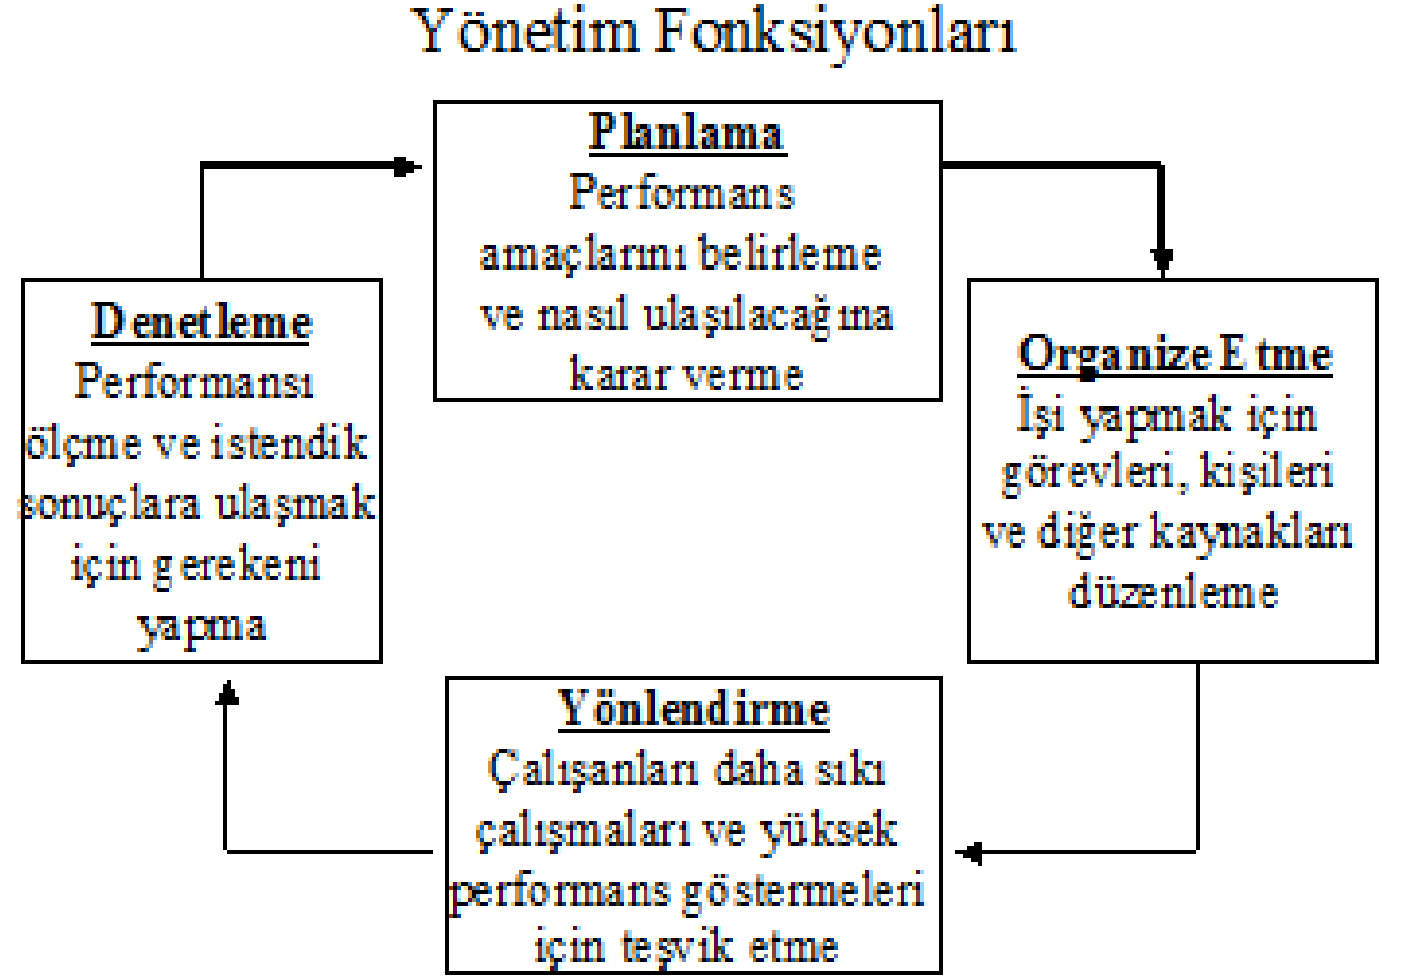 Yönetim Fonksiyonları
Planlama
Performans
amaçlarını belirleme
ve nasıl ulaşılacağına
karar verme
Organize Etme
İşi yapmak için
görevleri, kişileri
ve diğer kaynakları
düzenleme
Yönlendirme
Çalışanları daha sıkı
çalışmaları ve yüksek
performans göstermeleri
için teşvik etme
Denetleme
Performansı
ölçme ve istendik
sonuçlara ulaşmak
için gerekeni
yapma